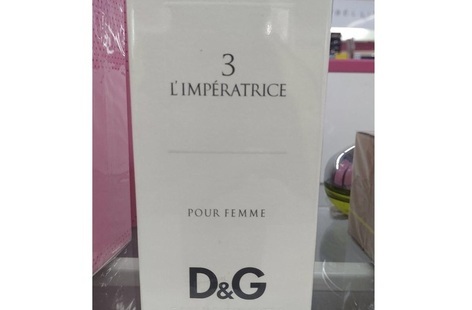 3
L'IMPÉRATRICE
POUR FEMME
D&G